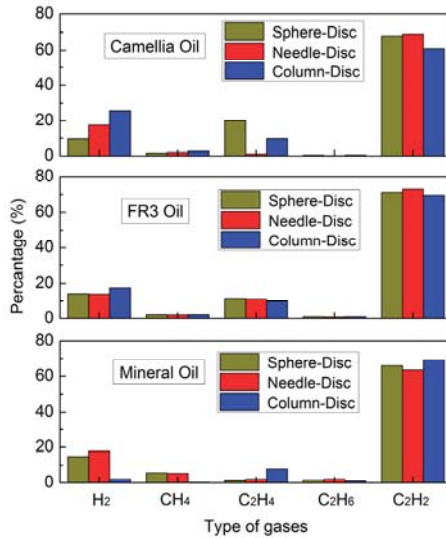 80
60
40
20
0
Camellia Oil
Sphere-Disc
Needle-Disc
Column-Disc
80
60
40
20
0
FR3 Oil
Sphere-Disc
Needle-Disc
Column-Disc
80
60
40
20
0
Mineral Oil
Sphere-Disc
Needle-Disc
Column-Disc
Percantage (%)
H2 CH4 C2H4 C2H6 C2H2
Type of gases